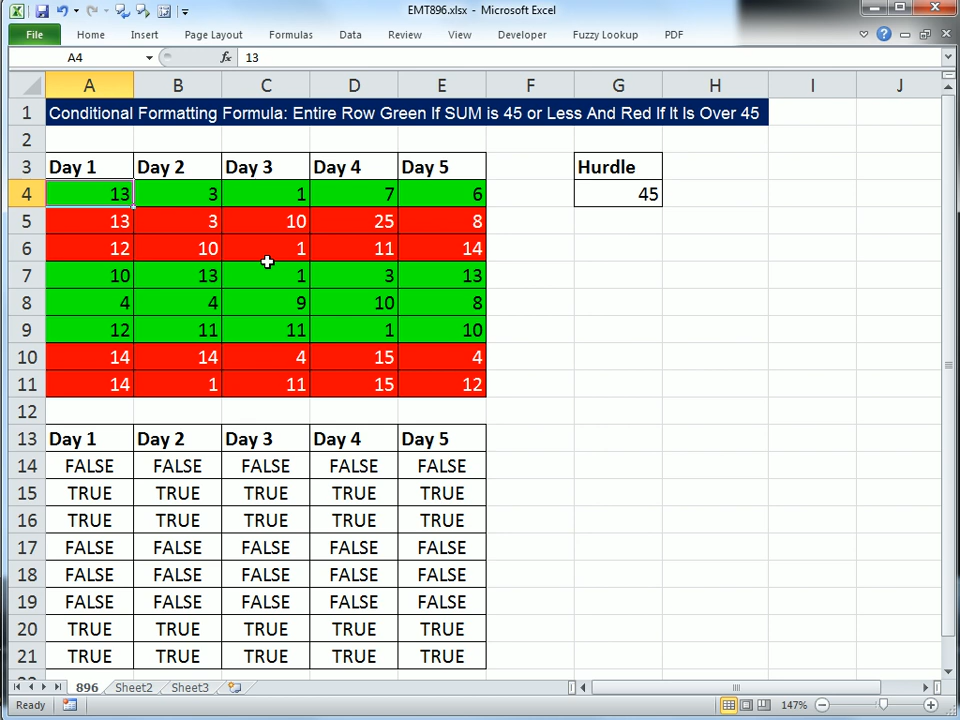 EMT896.xlsx - Microsoft Excel
File Home Insert Page Layout Formulas Data Review View Developer Fuzzy Lookup PDF
A4 fx 13
A B C D E F G H I J
1 Conditional Formatting Formula: Entire Row Green If SUM is 45 or Less And Red If It Is Over 45
2
3 Day 1 Day 2 Day 3 Day 4 Day 5 Hurdle
4 13 3 1 7 6 45
5 13 3 10 25 8
6 12 10 1 11 14
7 10 13 1 3 13
8 4 4 9 10 8
9 12 11 11 1 10
10 14 14 4 15 4
11 14 1 11 15 12
12
13 Day 1 Day 2 Day 3 Day 4 Day 5
14 FALSE FALSE FALSE FALSE FALSE
15 TRUE TRUE TRUE TRUE TRUE
16 TRUE TRUE TRUE TRUE TRUE
17 FALSE FALSE FALSE FALSE FALSE
18 FALSE FALSE FALSE FALSE FALSE
19 FALSE FALSE FALSE FALSE FALSE
20 TRUE TRUE TRUE TRUE TRUE
21 TRUE TRUE TRUE TRUE TRUE
896 Sheet2 Sheet3
Ready 147%